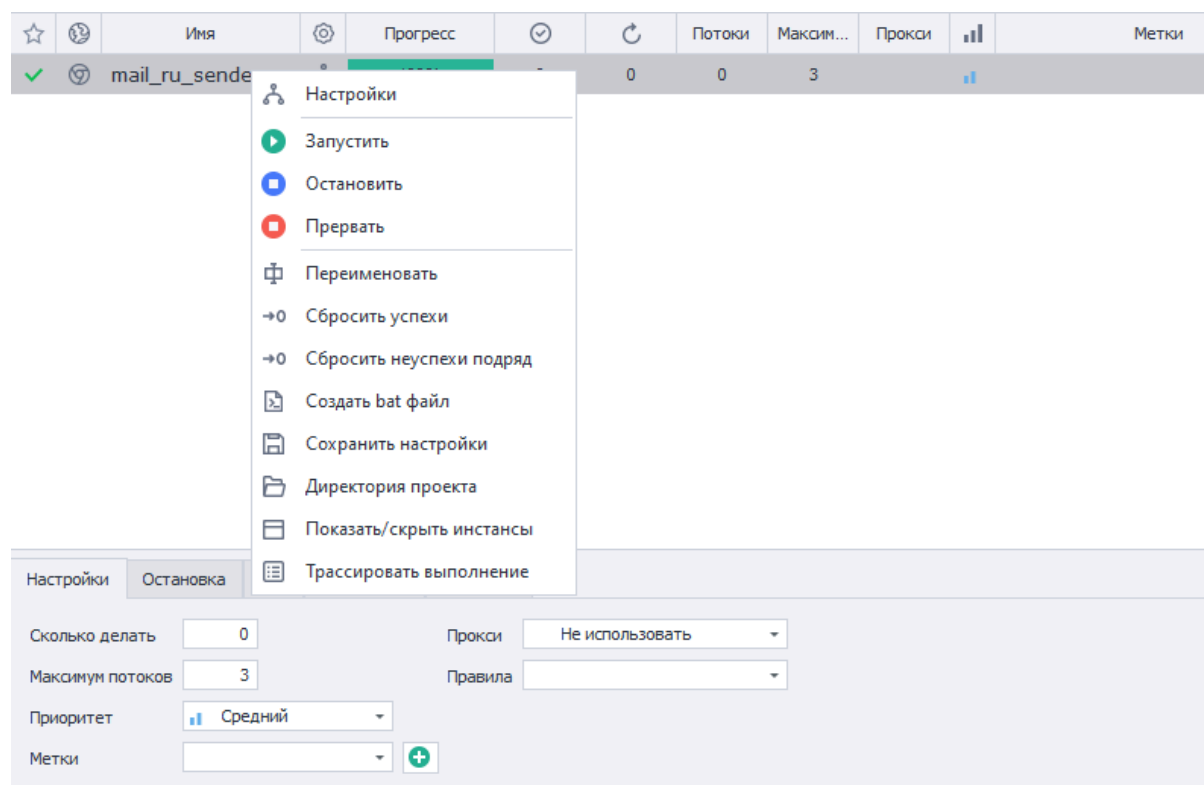 Имя Прогресс Потоки Максим... Прокси Метки
mail_ru_sende 0 0 3
Настройки
Запустить
Остановить
Прервать
Переименовать
→0 Сбросить успехи
→0 Сбросить неуспехи подряд
Создать bat файл
Сохранить настройки
Директория проекта
Показать/скрыть инстансы
Трассировать выполнение
Настройки Остановка
Сколько делать 0 Прокси Не использовать
Максимум потоков 3 Правила
Приоритет Средний
Метки